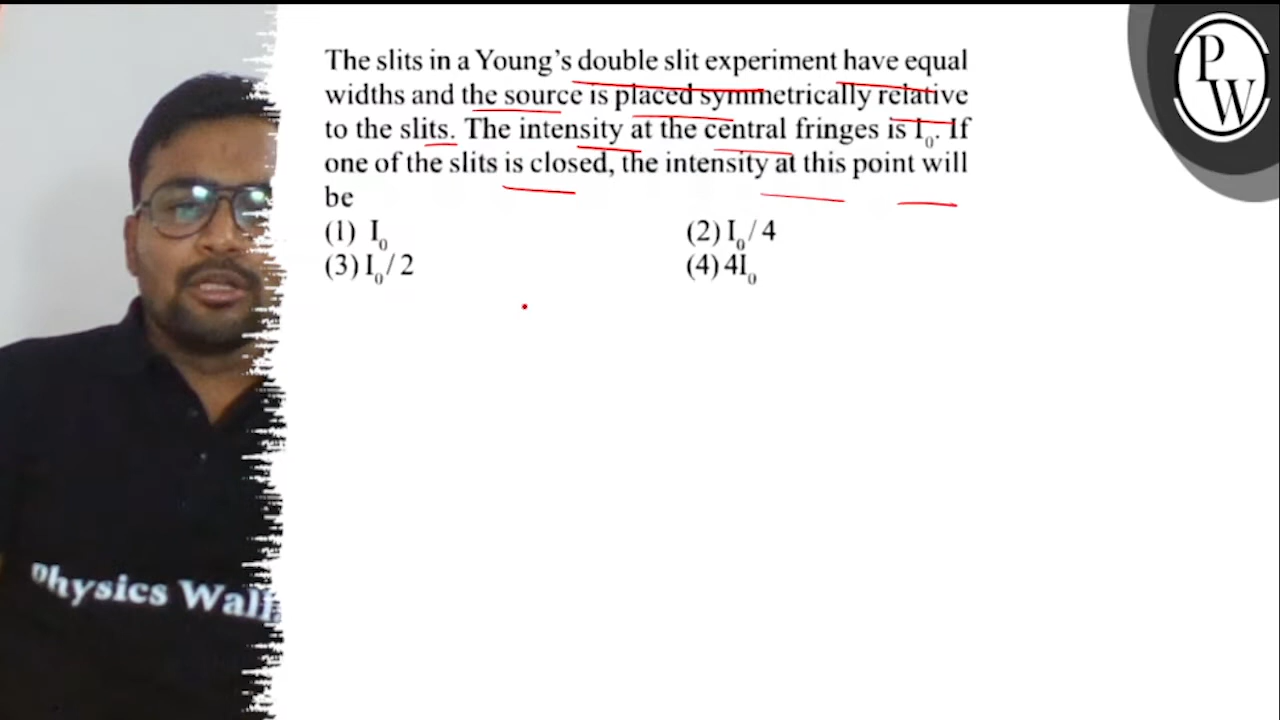 The slits in a Young's double slit experiment have equal
widths and the source is placed symmetrically relative
to the slits. The intensity at the central fringes is I₀. If
one of the slits is closed, the intensity at this point will
be
(1) I₀
(2) I₀ / 4
(3) I₀ / 2
(4) 4I₀
P
W
Physics Wall